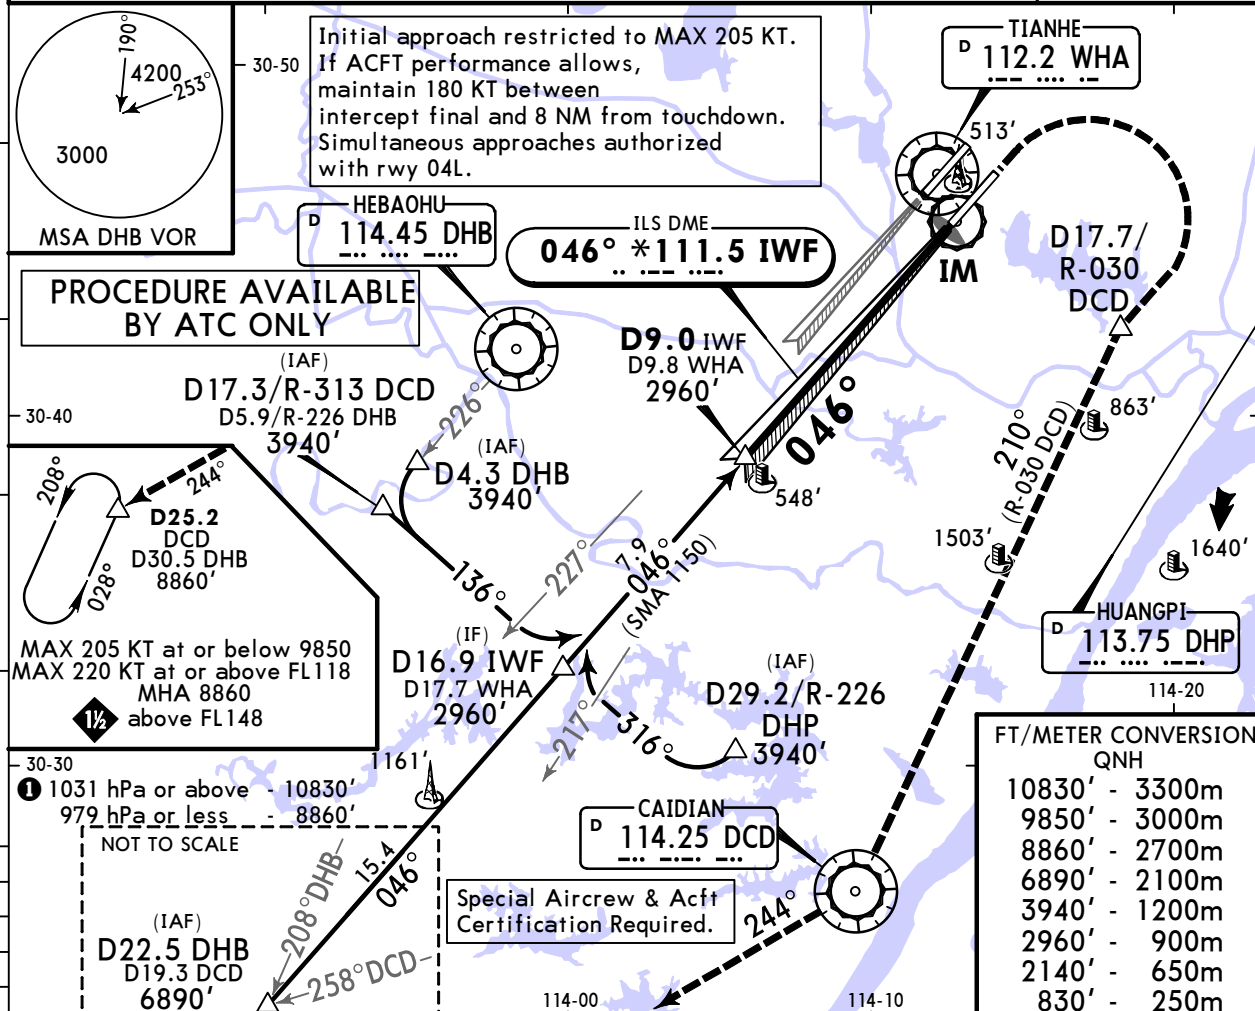 190°
4200
253°
3000
MSA DHB VOR
30-50
Initial approach restricted to MAX 205 KT.
If ACFT performance allows,
maintain 180 KT between
intercept final and 8 NM from touchdown.
Simultaneous approaches authorized
with rwy 04L.
TIANHE
D 112.2 WHA
513'
HEBAOHU
D 114.45 DHB
ILS DME
046° *111.5 IWF
IM
D17.7/
R-030
DCD
PROCEDURE AVAILABLE
BY ATC ONLY
(IAF)
D17.3/R-313 DCD
D5.9/R-226 DHB
3940'
D9.0 IWF
D9.8 WHA
2960'
30-40
226°
(IAF)
D4.3 DHB
3940'
046°
548'
863'
210°
(R-030 DCD)
1503'
1640'
208°
244°
D25.2
DCD
D30.5 DHB
8860'
028°
MAX 205 KT at or below 9850
MAX 220 KT at or above FL118
MHA 8860
1½ above FL148
136°
227°
7.9
046°
(SMA 1150)
HUANGPI
D 113.75 DHP
114-20
(IF)
D16.9 IWF
D17.7 WHA
2960'
217°
316°
(IAF)
D29.2/R-226
DHP
3940'
30-30
1 1031 hPa or above - 10830'
979 hPa or less - 8860'
1161'
NOT TO SCALE
15.4
046°
208°DHB
258°DCD
(IAF)
D22.5 DHB
D19.3 DCD
6890'
CAIDIAN
D 114.25 DCD
Special Aircrew & Acft
Certification Required.
244°
114-00
114-10
FT/METER CONVERSION
QNH
10830' - 3300m
9850' - 3000m
8860' - 2700m
6890' - 2100m
3940' - 1200m
2960' - 900m
2140' - 650m
830' - 250m